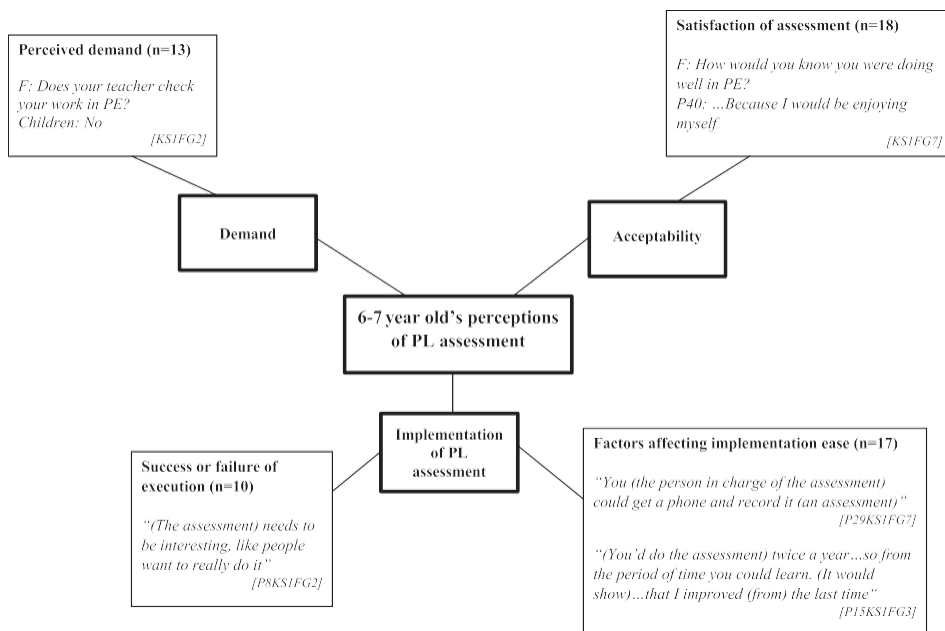 Perceived demand (n=13)
F: Does your teacher check
your work in PE?
Children: No
[KS1FG2]
Satisfaction of assessment (n=18)
F: How would you know you were doing
well in PE?
P40: …Because I would be enjoying
myself
[KS1FG7]
Demand
Acceptability
6-7 year old’s perceptions
of PL assessment
Implementation
of PL
assessment
Success or failure of
execution (n=10)
“(The assessment) needs to
be interesting, like people
want to really do it”
[P8KS1FG2]
Factors affecting implementation ease (n=17)
“You (the person in charge of the assessment)
could get a phone and record it (an assessment)”
[P29KS1FG7]
“(You’d do the assessment) twice a year…so from
the period of time you could learn. (It would
show)…that I improved (from) the last time“
[P15KS1FG3]